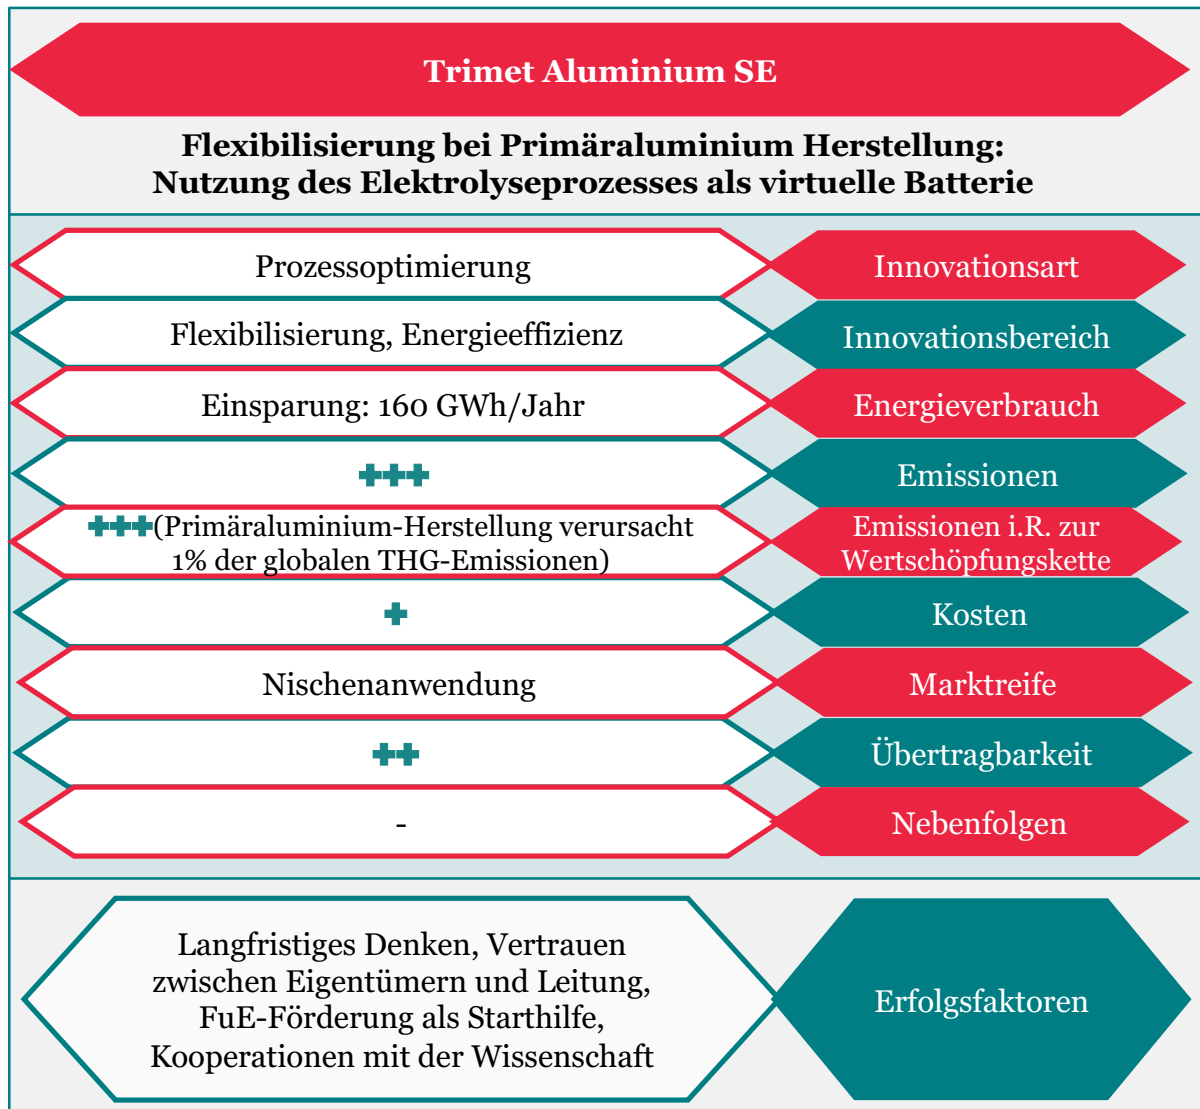 Trimet Aluminium SE
Flexibilisierung bei Primäraluminium Herstellung:
Nutzung des Elektrolyseprozesses als virtuelle Batterie
Prozessoptimierung
Innovationsart
Flexibilisierung, Energieeffizienz
Innovationsbereich
Einsparung: 160 GWh/Jahr
Energieverbrauch
+++
Emissionen
+++(Primäraluminium-Herstellung verursacht
1% der globalen THG-Emissionen)
Emissionen i.R. zur
Wertschöpfungskette
+
Kosten
Nischenanwendung
Marktreife
++
Übertragbarkeit
-
Nebenfolgen
Langfristiges Denken, Vertrauen
zwischen Eigentümern und Leitung,
FuE-Förderung als Starthilfe,
Kooperationen mit der Wissenschaft
Erfolgsfaktoren